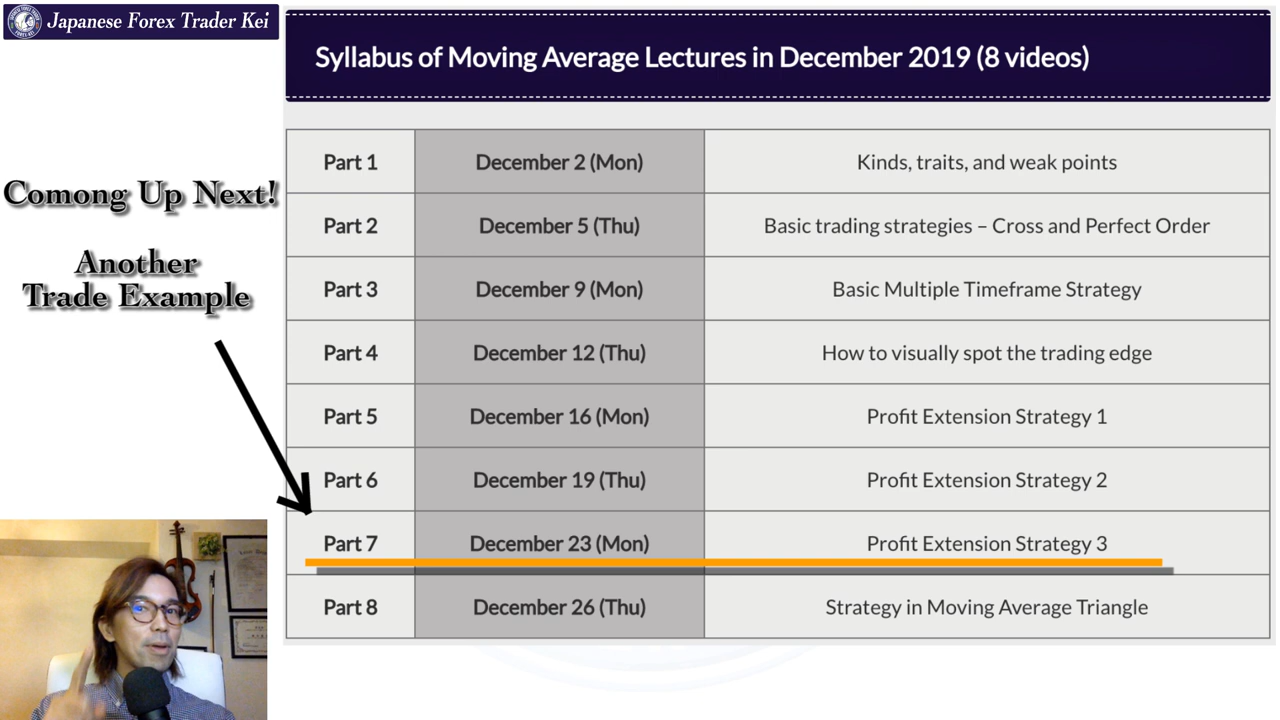 Japanese Forex Trader Kei
Syllabus of Moving Average Lectures in December 2019 (8 videos)
Comong Up Next!
Another
Trade Example
Part 1 December 2 (Mon) Kinds, traits, and weak points
Part 2 December 5 (Thu) Basic trading strategies – Cross and Perfect Order
Part 3 December 9 (Mon) Basic Multiple Timeframe Strategy
Part 4 December 12 (Thu) How to visually spot the trading edge
Part 5 December 16 (Mon) Profit Extension Strategy 1
Part 6 December 19 (Thu) Profit Extension Strategy 2
Part 7 December 23 (Mon) Profit Extension Strategy 3
Part 8 December 26 (Thu) Strategy in Moving Average Triangle